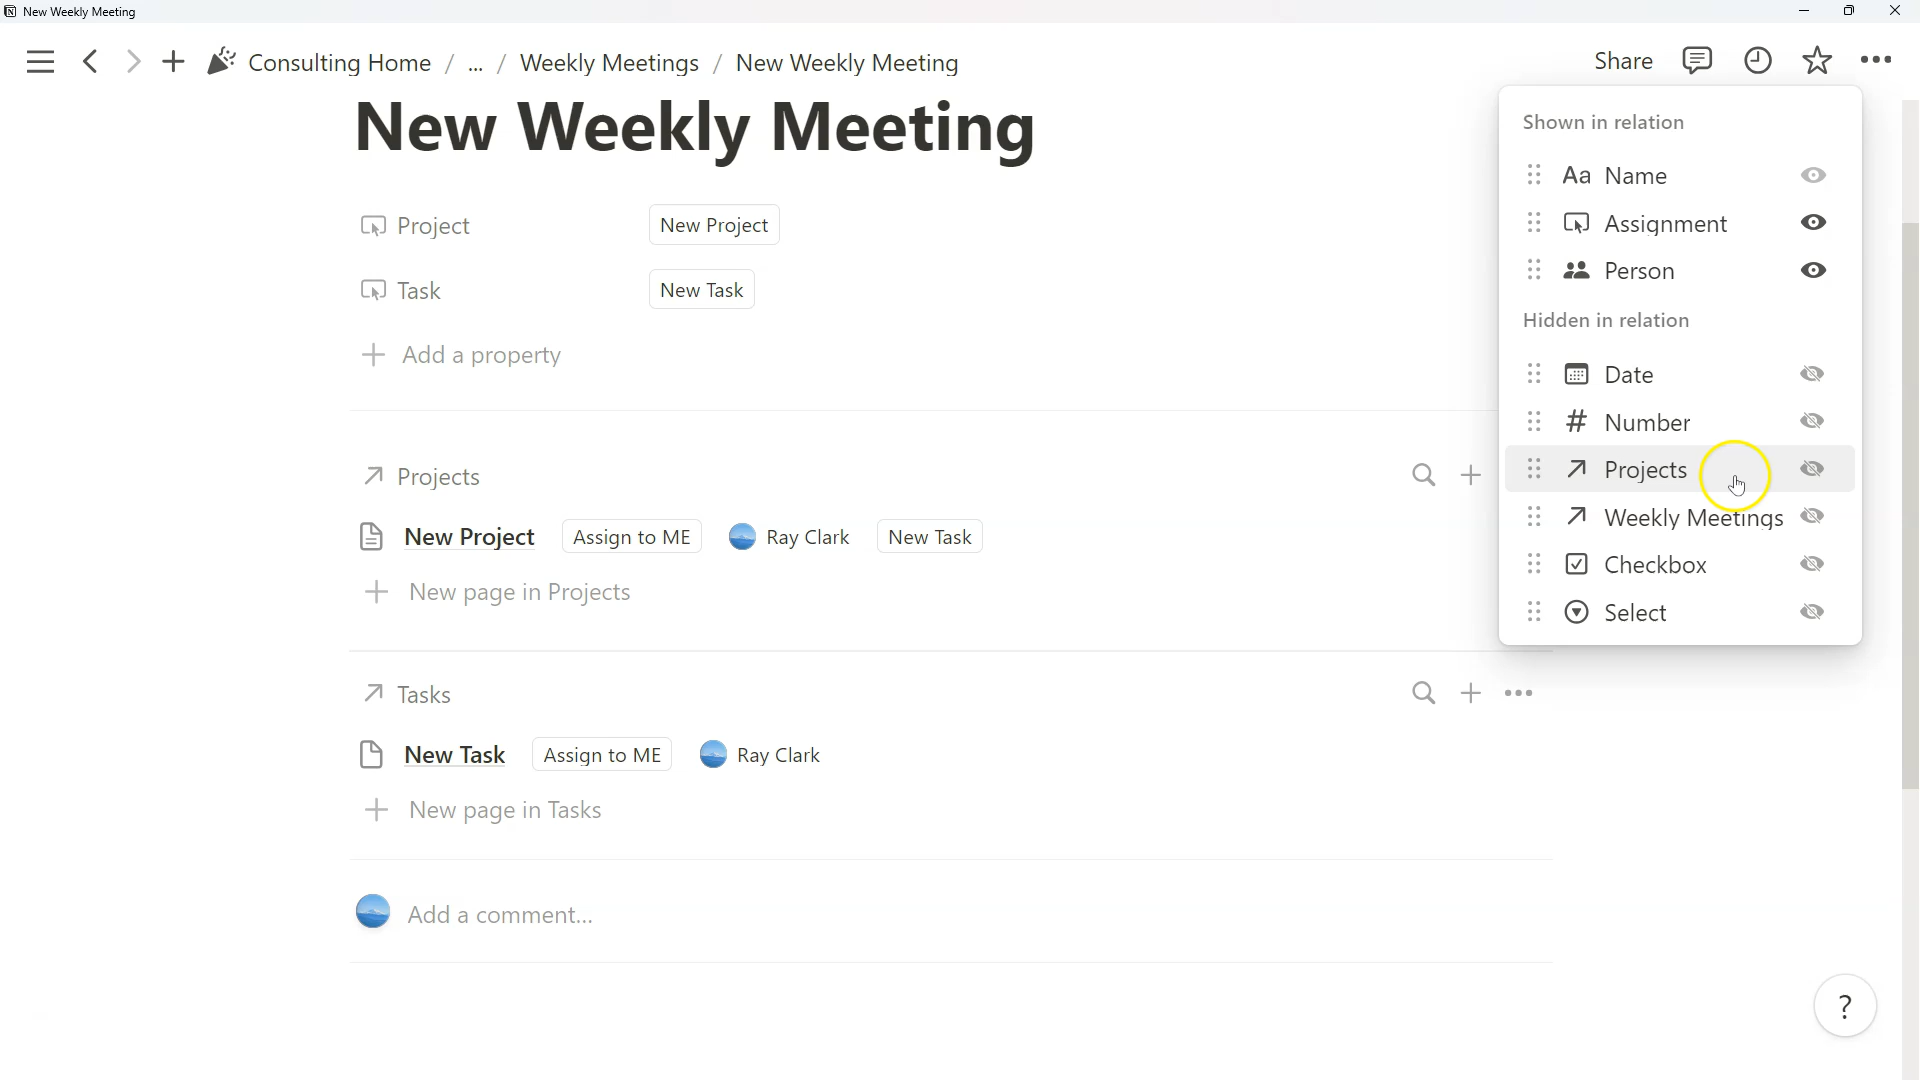 New Weekly Meeting
Consulting Home / ... / Weekly Meetings / New Weekly Meeting
Share
New Weekly Meeting
Project New Project
Task New Task
+ Add a property
Projects
New Project Assign to ME Ray Clark New Task
+ New page in Projects
Tasks
New Task Assign to ME Ray Clark
+ New page in Tasks
Add a comment...
Shown in relation
Aa Name
Assignment
Person
Hidden in relation
Date
# Number
Projects
Weekly Meetings
Checkbox
Select
?